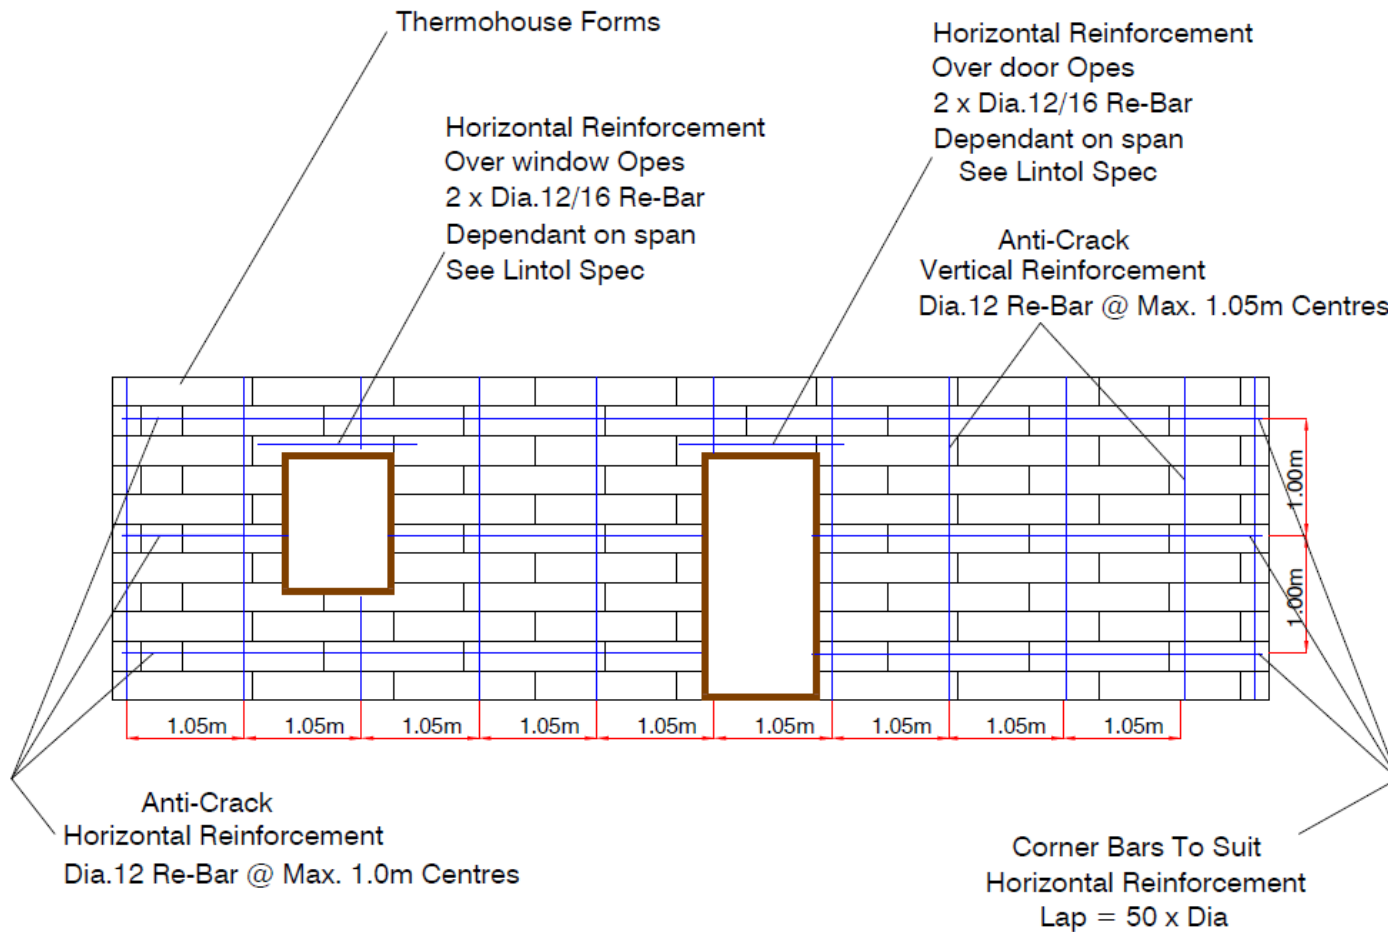 Thermohouse Forms
Horizontal Reinforcement
Over window Opes
2 x Dia.12/16 Re-Bar
Dependant on span
See Lintol Spec
Horizontal Reinforcement
Over door Opes
2 x Dia.12/16 Re-Bar
Dependant on span
See Lintol Spec
Anti-Crack
Vertical Reinforcement
Dia.12 Re-Bar @ Max. 1.05m Centres
1.00m
1.00m
1.05m 1.05m 1.05m 1.05m 1.05m 1.05m 1.05m 1.05m 1.05m
Anti-Crack
Horizontal Reinforcement
Dia.12 Re-Bar @ Max. 1.0m Centres
Corner Bars To Suit
Horizontal Reinforcement
Lap = 50 x Dia